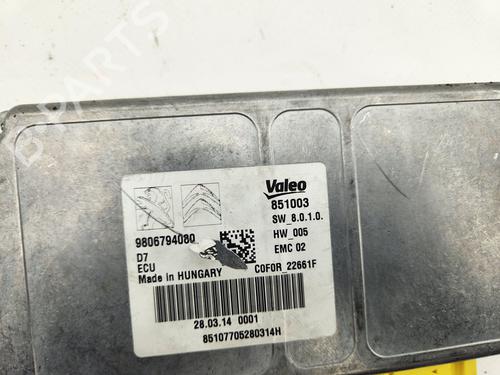 Valeo
9806794080
851003
SW_8.0.1.0.
D7
HW_005
ECU
EMC 02
Made in HUNGARY
COFOR_22661F
28.03.14 0001
85107705280314H